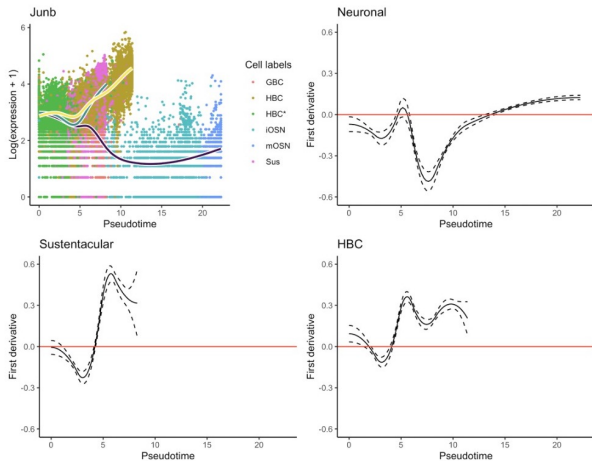 Junb
Log(expression + 1)
6
4
2
0
0 5 10 15 20
Pseudotime
Cell labels
GBC
HBC
HBC*
iOSN
mOSN
Sus
Neuronal
First derivative
0.6
0.3
0.0
-0.3
-0.6
0 5 10 15 20
Pseudotime
Sustentacular
First derivative
0.6
0.3
0.0
-0.3
-0.6
0 5 10 15 20
Pseudotime
HBC
First derivative
0.6
0.3
0.0
-0.3
-0.6
0 5 10 15 20
Pseudotime